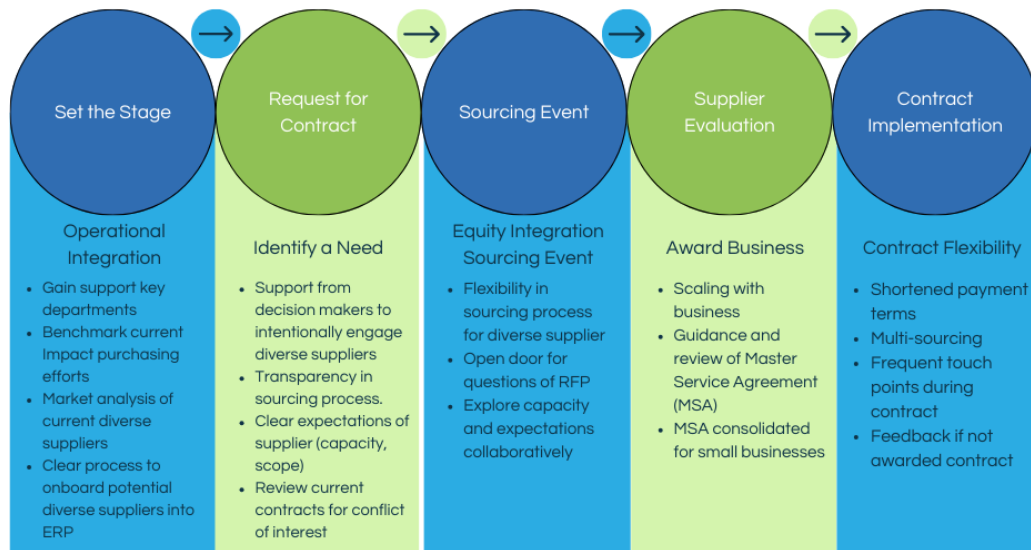 Set the Stage
Request for
Contract
Sourcing Event
Supplier
Evaluation
Contract
Implementation
Operational
Integration
• Gain support key
departments
• Benchmark current
Impact purchasing
efforts
• Market analysis of
current diverse
suppliers
• Clear process to
onboard potential
diverse suppliers into
ERP
Identify a Need
• Support from
decision makers to
intentionally engage
diverse suppliers
• Transparency in
sourcing process.
• Clear expectations of
supplier (capacity,
scope)
• Review current
contracts for conflict
of interest
Equity Integration
Sourcing Event
• Flexibility in
sourcing process
for diverse supplier
• Open door for
questions of RFP
• Explore capacity
and expectations
collaboratively
Award Business
• Scaling with
business
• Guidance and
review of Master
Service Agreement
(MSA)
• MSA consolidated
for small businesses
Contract Flexibility
• Shortened payment
terms
• Multi-sourcing
• Frequent touch
points during
contract
• Feedback if not
awarded contract